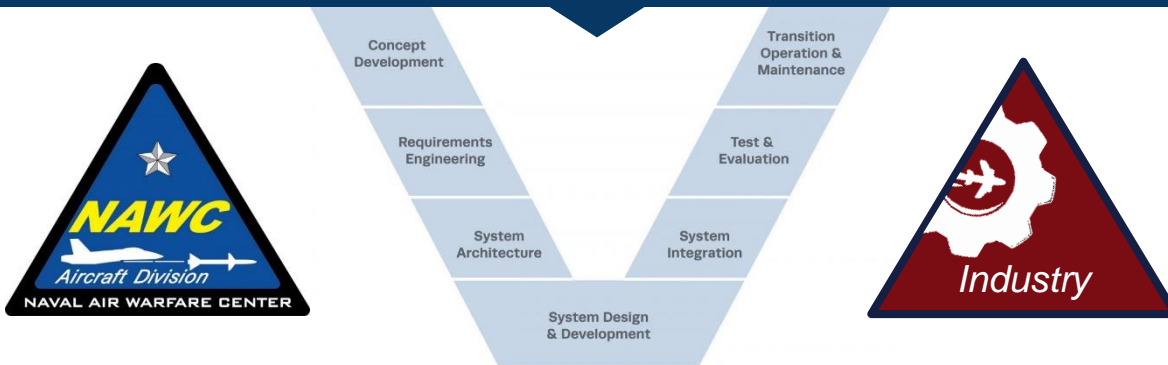 NAWC
Aircraft Division
NAVAL AIR WARFARE CENTER
Concept
Development
Requirements
Engineering
System
Architecture
System Design
& Development
System
Integration
Test &
Evaluation
Transition
Operation &
Maintenance
Industry